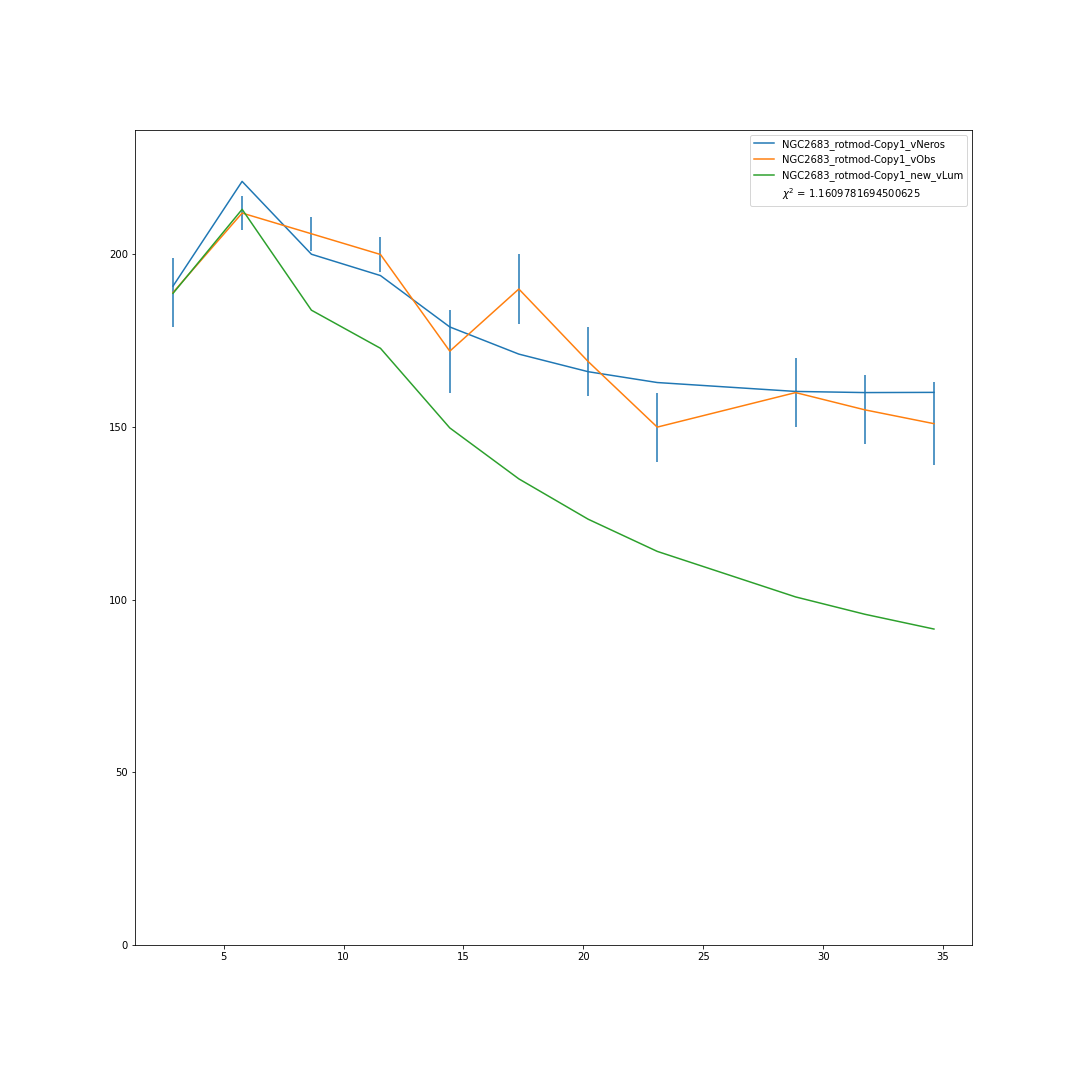 NGC2683_rotmod-Copy1_vNeros
NGC2683_rotmod-Copy1_vObs
NGC2683_rotmod-Copy1_new_vLum
χ² = 1.1609781694500625
200
150
100
50
0
5 10 15 20 25 30 35